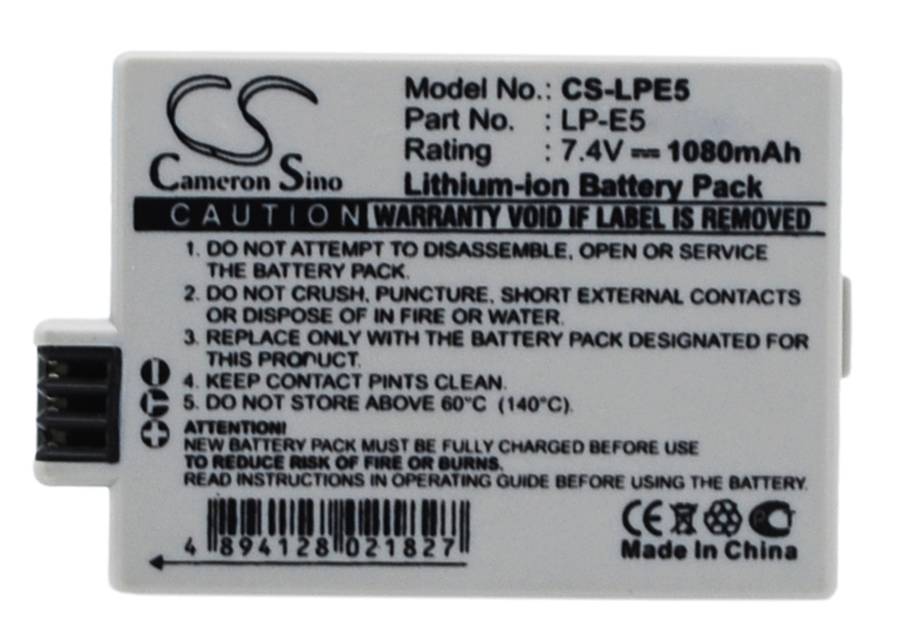 CS
Cameron Sino
Model No.: CS-LPE5
Part No. : LP-E5
Rating : 7.4V ⎓ 1080mAh
Lithium-ion Battery Pack
CAUTION WARRANTY VOID IF LABEL IS REMOVED
1. DO NOT ATTEMPT TO DISASSEMBLE, OPEN OR SERVICE
THE BATTERY PACK.
2. DO NOT CRUSH, PUNCTURE, SHORT EXTERNAL CONTACTS
OR DISPOSE OF IN FIRE OR WATER.
3. REPLACE ONLY WITH THE BATTERY PACK DESIGNATED FOR
THIS PRODUCT.
4. KEEP CONTACT PINTS CLEAN.
5. DO NOT STORE ABOVE 60°C (140°C).
ATTENTION!
NEW BATTERY PACK MUST BE FULLY CHARGED BEFORE USE
TO REDUCE RISK OF FIRE OR BURNS.
READ INSTRUCTIONS IN OPERATING GUIDE BEFORE USING THE BATTERY.
4 894128 021827
CE
Made In China